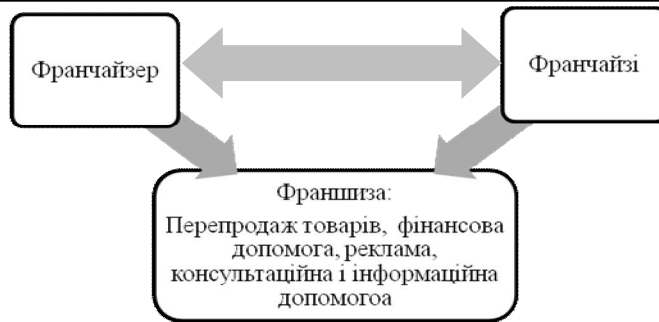 Франчайзер
Франчайзі
Франшиза:
Перепродаж товарів, фінансова
допомога, реклама,
консультаційна і інформаційна
допомогоа